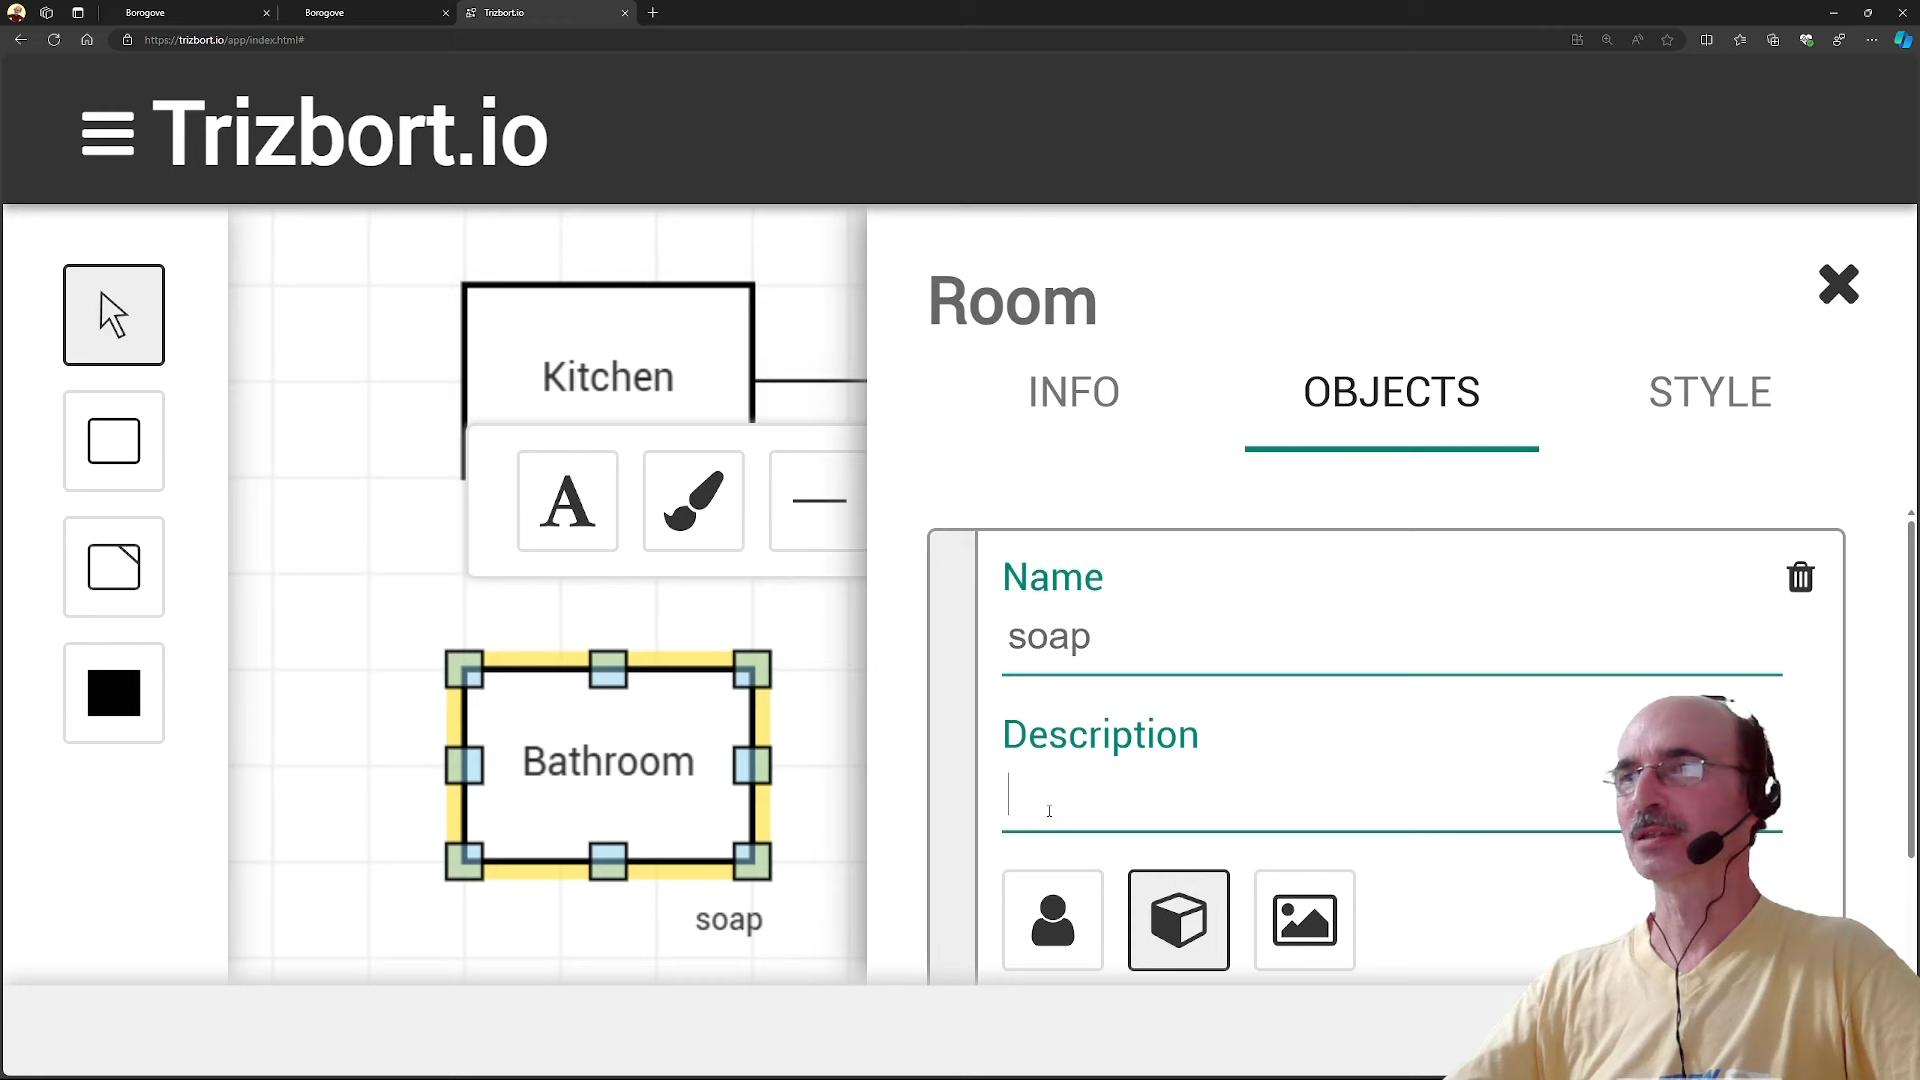 Borogove
Borogove
Trizbort.io
https://trizbort.io/app/index.html#
Trizbort.io
Room
INFO
OBJECTS
STYLE
Kitchen
A
Name
soap
Description
Bathroom
soap